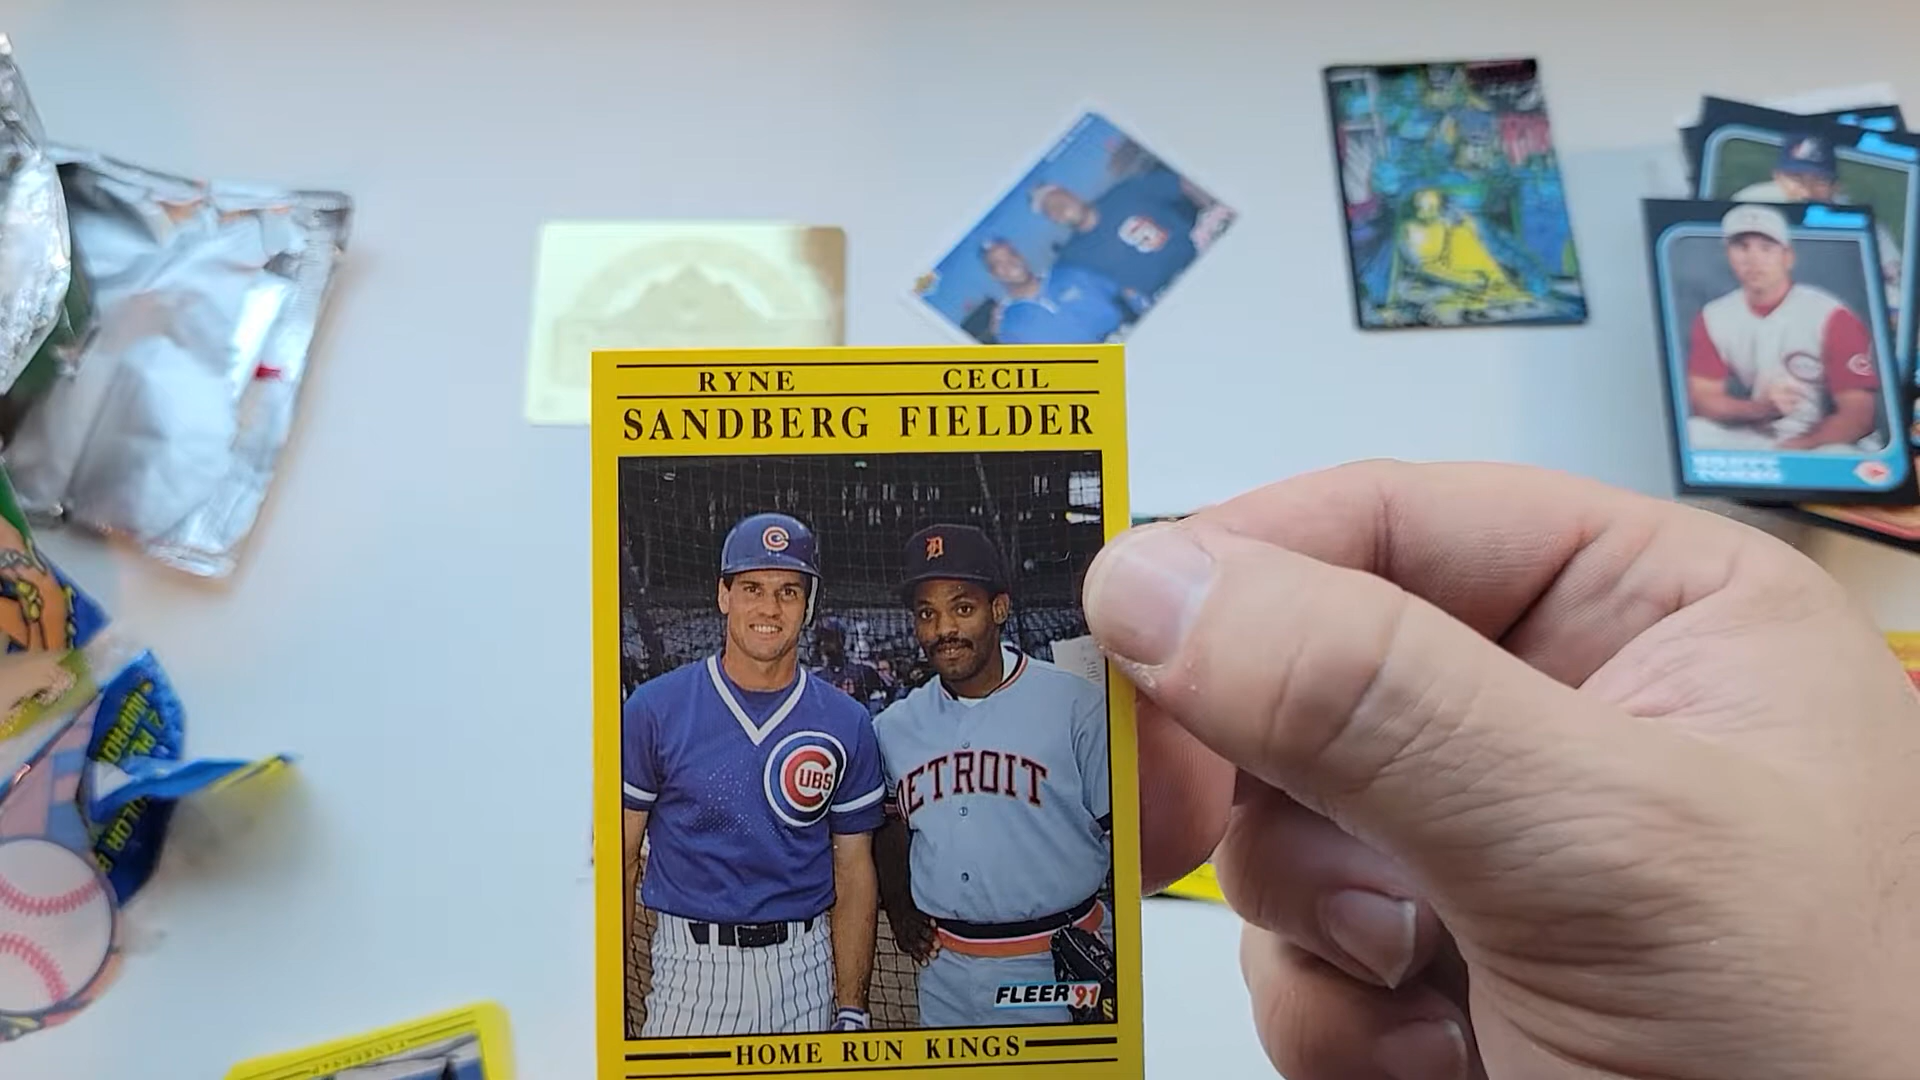 RYNE CECIL
SANDBERG FIELDER
C
D
CUBS
DETROIT
FLEER '91
HOME RUN KINGS